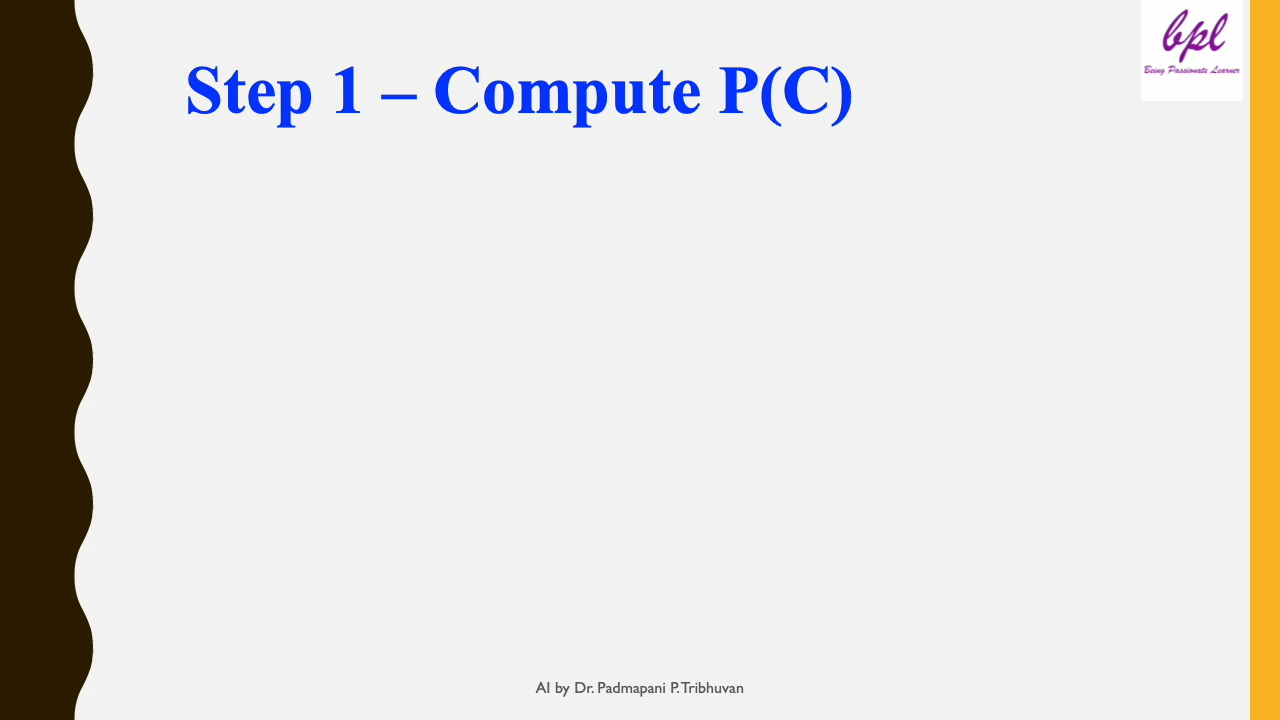 bpl
Being Passionate Learner
Step 1 – Compute P(C)
AI by Dr. Padmapani P.Tribhuvan